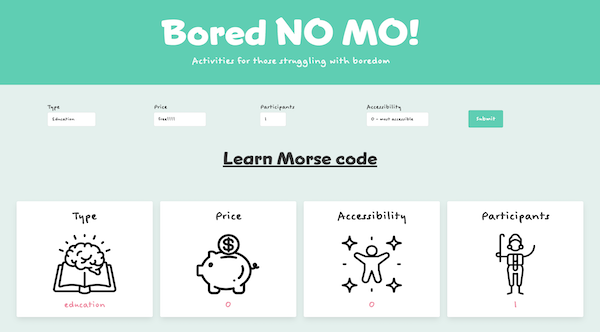 Bored NO MO!
Activities for those struggling with boredom
Type Price Participants Accessibility
Education free!!!! 1 0 - most accessible Submit
Learn Morse code
Type Price Accessibility Participants
$
education 0 0 1